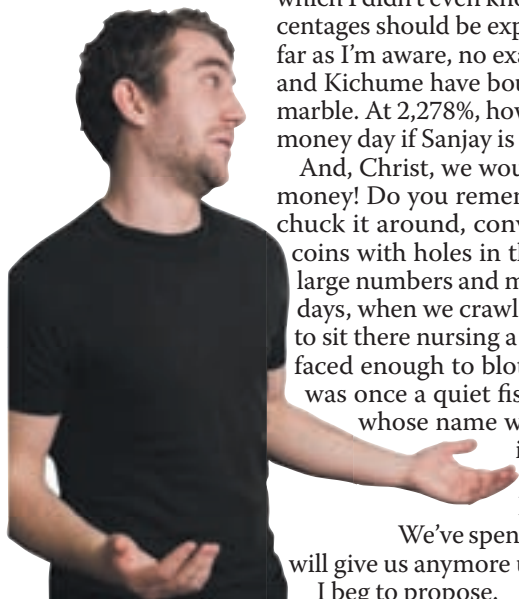 which I didn't even kno
centages should be exp
far as I'm aware, no exa
and Kichume have bou
marble. At 2,278%, how
money day if Sanjay is
And, Christ, we wou
money! Do you remem
chuck it around, conv
coins with holes in th
large numbers and m
days, when we crawl
to sit there nursing a
faced enough to blou
was once a quiet fis
whose name w
We've spen
will give us anymore u
I beg to propose.